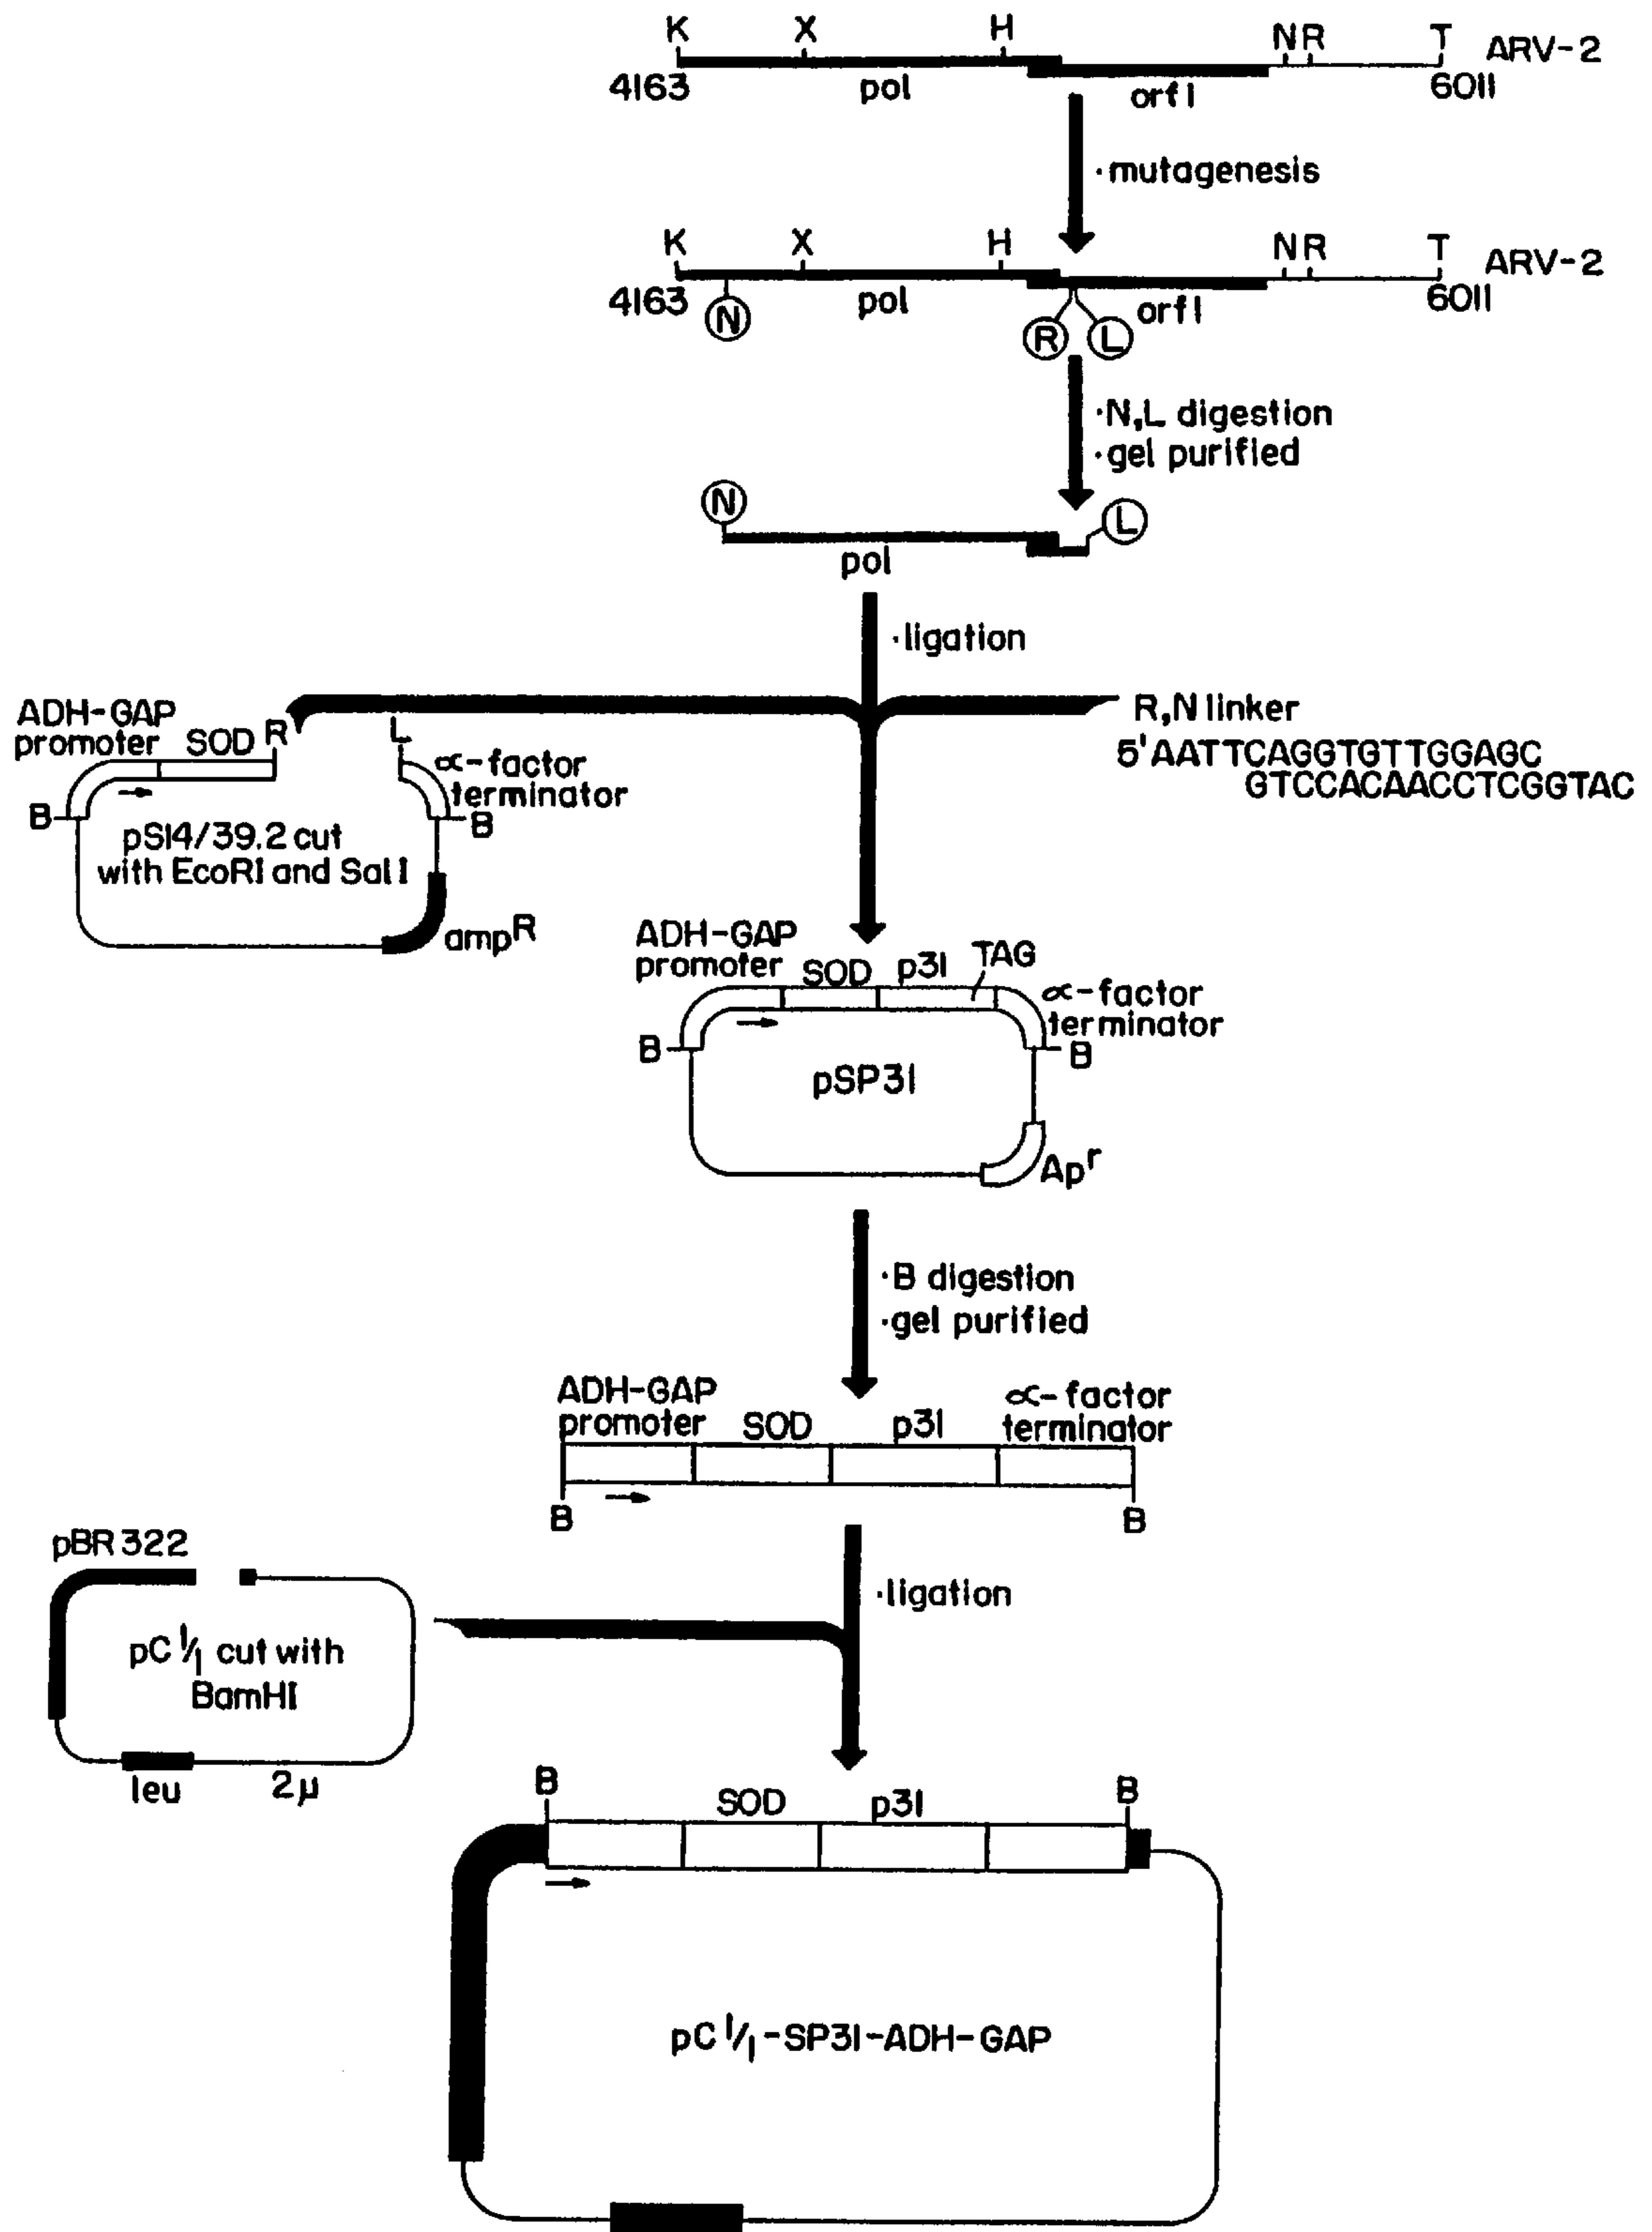 K X H N R T ARV-2
4163 pol orf1 6011
·mutagenesis
K X H N R T ARV-2
4163 N pol R L orf1 6011
·N,L digestion
·gel purified
N L
pol
·ligation
ADH-GAP
promoter SOD R L
α-factor
terminator
B B
pS14/39.2 cut
with EcoRI and Sal I
ampR
R,N linker
5'AATTCAGGTGTTGGAGC
GTCCACAACCTCGGTAC
ADH-GAP
promoter SOD p31 TAG
α-factor
terminator
B B
pSP31
Apr
·B digestion
·gel purified
ADH-GAP
promoter SOD p31 α-factor
terminator
B B
pBR322
·ligation
pC 1/1 cut with
BamHI
leu 2μ
B SOD p31 B
pC 1/1-SP31-ADH-GAP